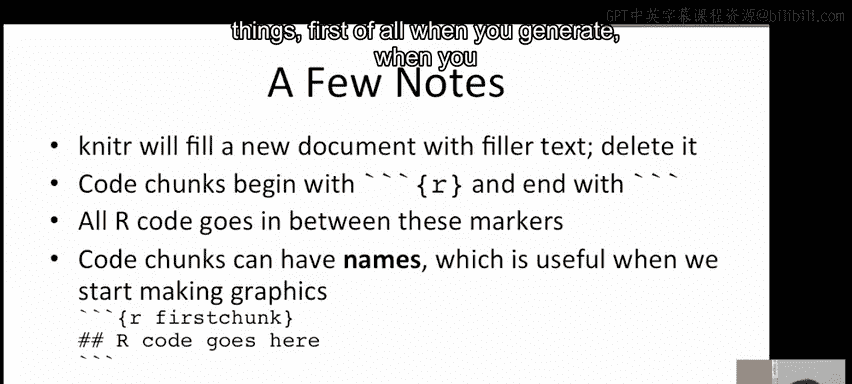 GPT中英字幕课程资源@bilibili.com
things, first of all when you generate,
when you
A Few Notes
• knitr will fill a new document with filler text; delete it
• Code chunks begin with ```{r} and end with ```
• All R code goes in between these markers
• Code chunks can have names, which is useful when we
start making graphics
```{r firstchunk}
## R code goes here
```